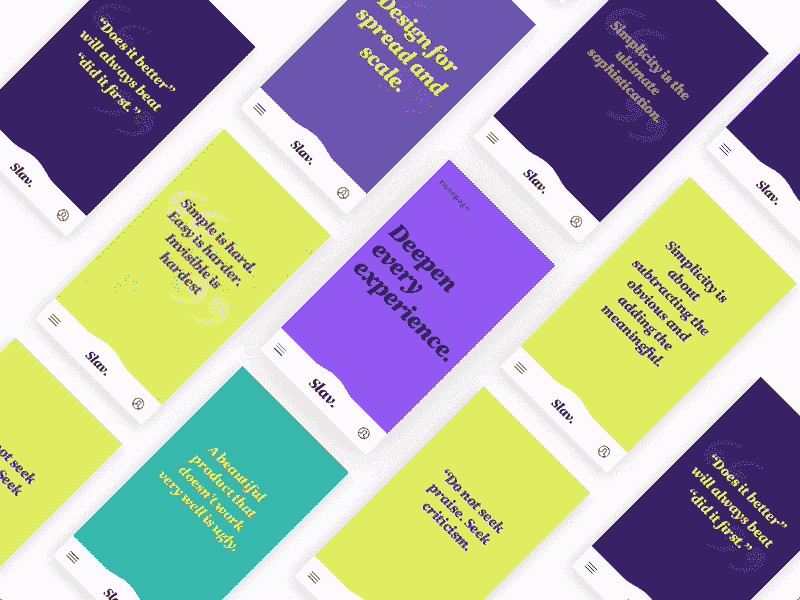 “Does it better”
will always beat
“did it first.”
Slav.
Design for
spread and
scale.
Slav.
Simplicity is the
ultimate
sophistication.
Slav.
Slav.
Simple is hard.
Easy is harder.
Invisible is
hardest
Slav.
Homepage
Deepen
every
experience.
Slav.
Simplicity is
about
subtracting the
obvious and
adding the
meaningful.
Slav.
not seek
Seek
A beautiful
product that
doesn't work
very well is ugly.
“Do not seek
praise. Seek
criticism.
“Does it better”
will always beat
“did it first.”